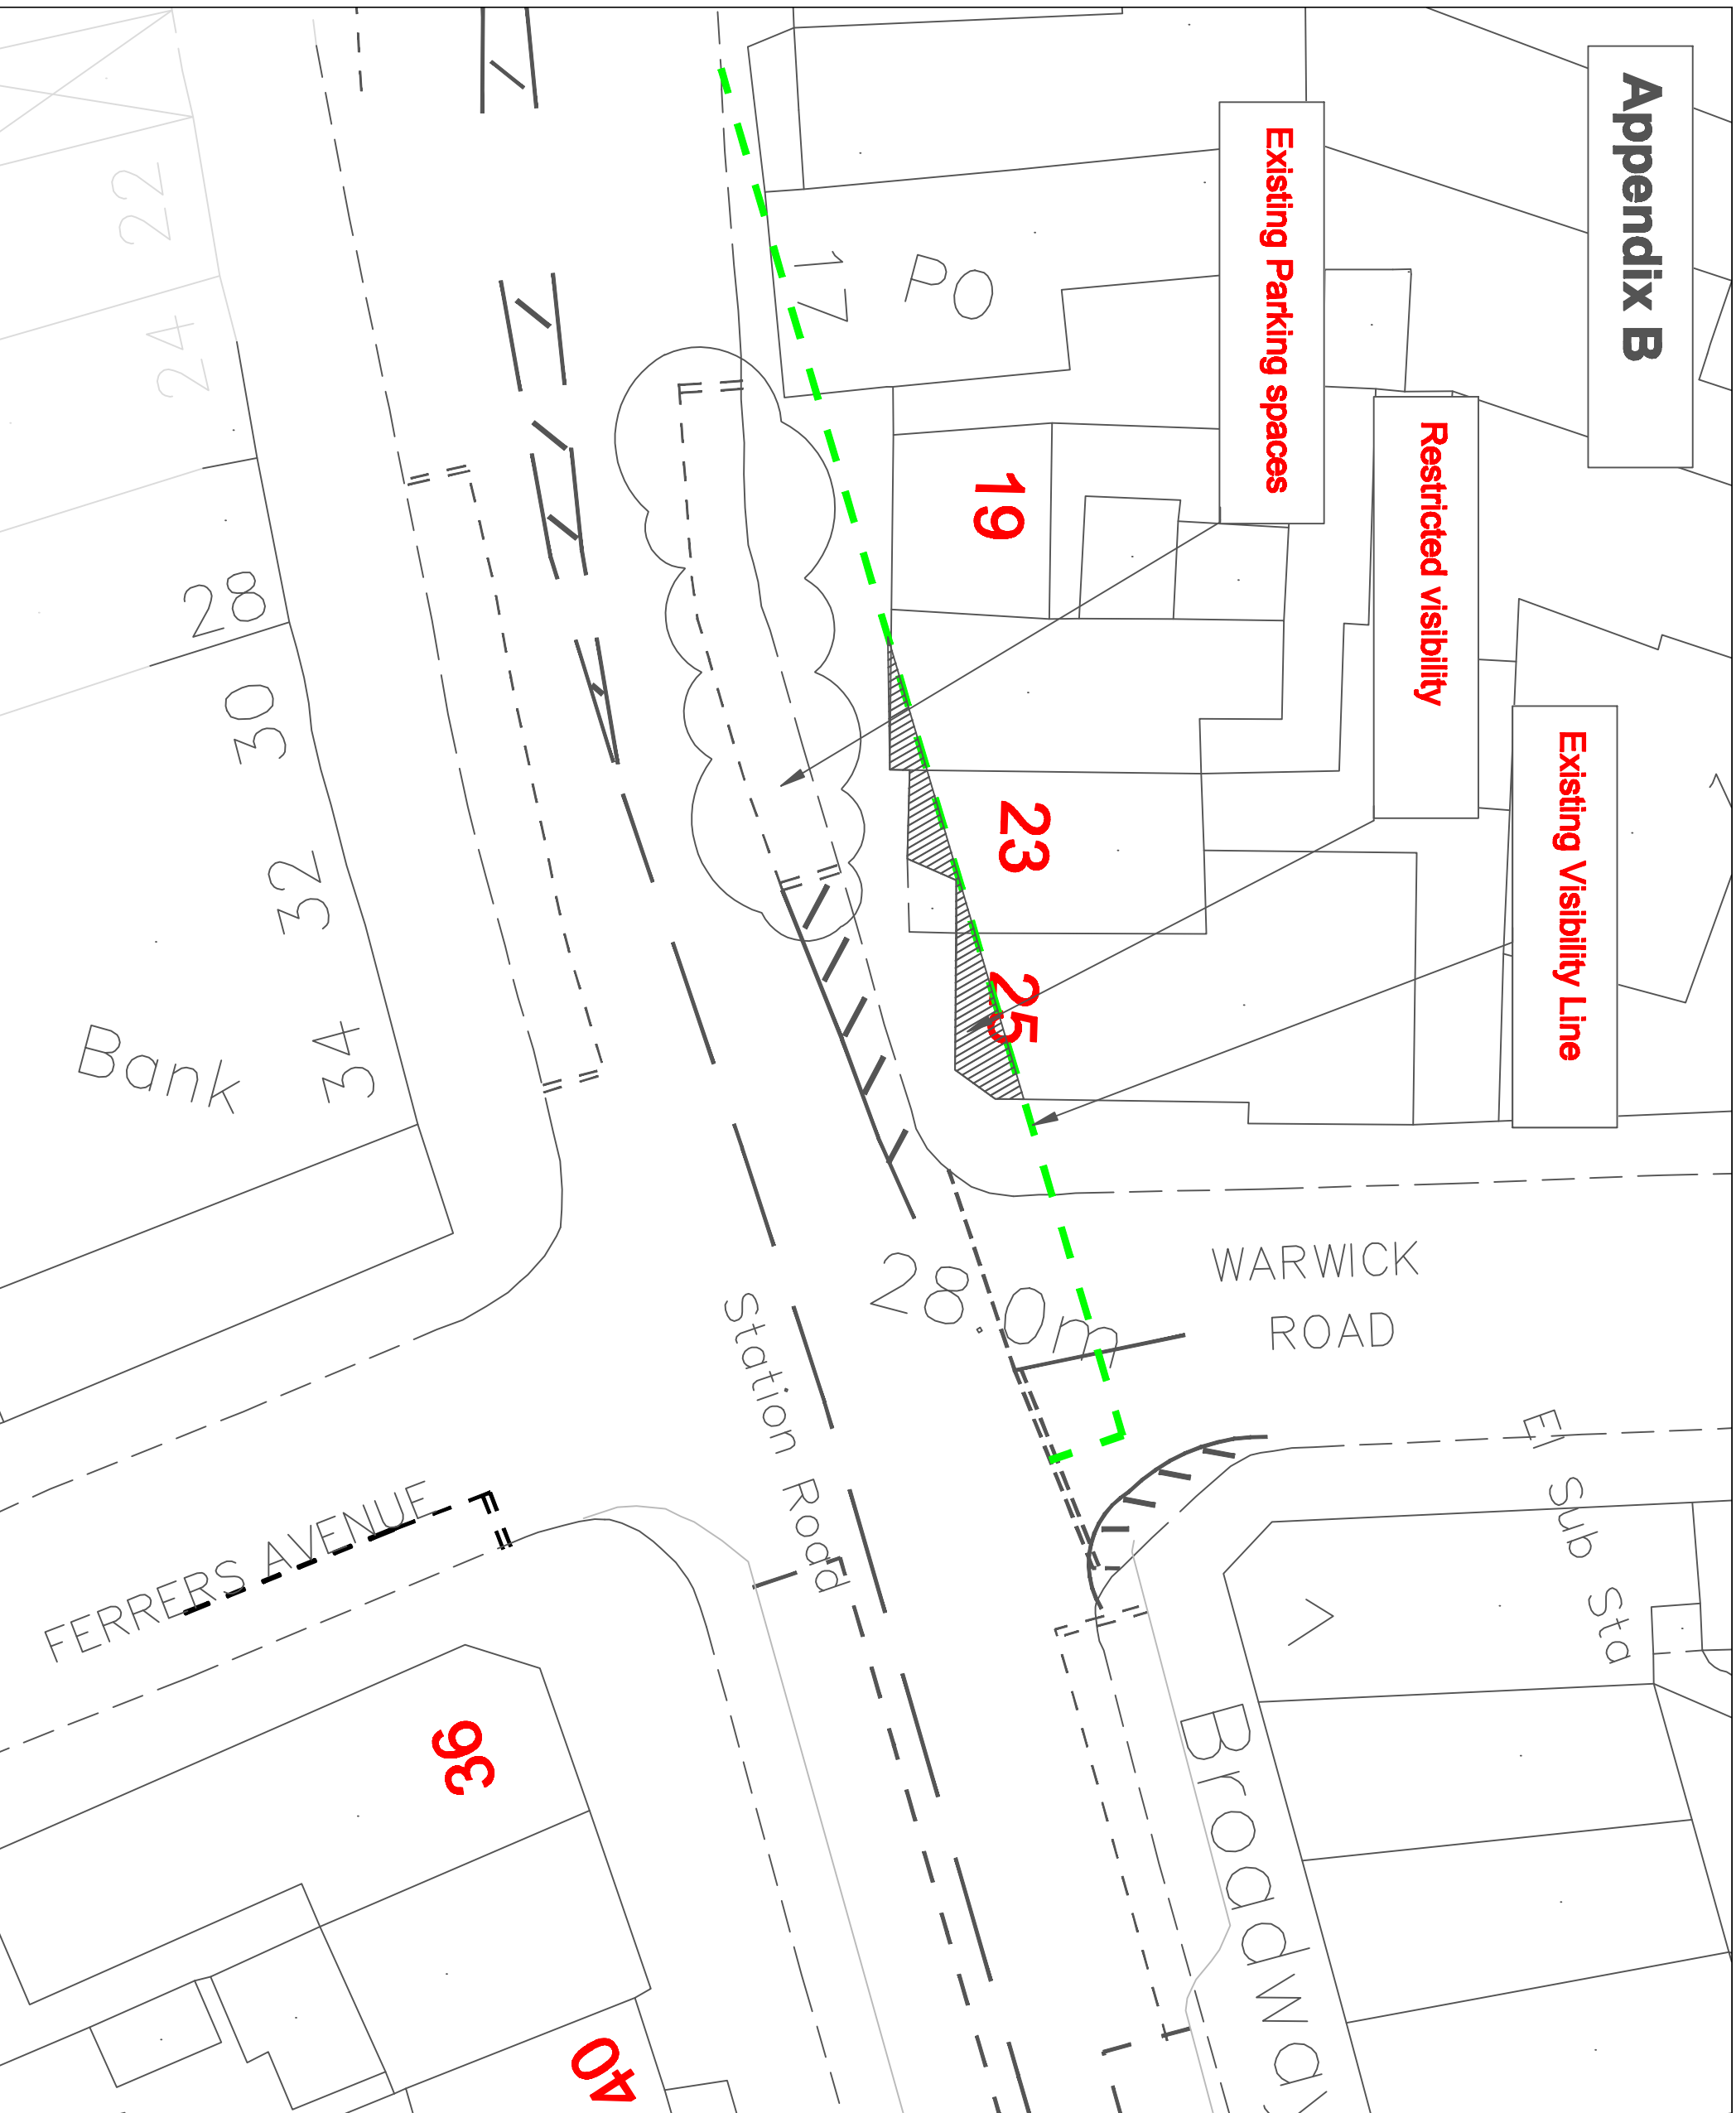 Appendix B
Existing Parking spaces
Restricted visibility
Existing Visibility Line
PO
17
19
23
25
22
24
28
30
32
34
Bank
WARWICK
ROAD
28.0m
Station Road
El Sub Sta
FERRERS AVENUE
36
40